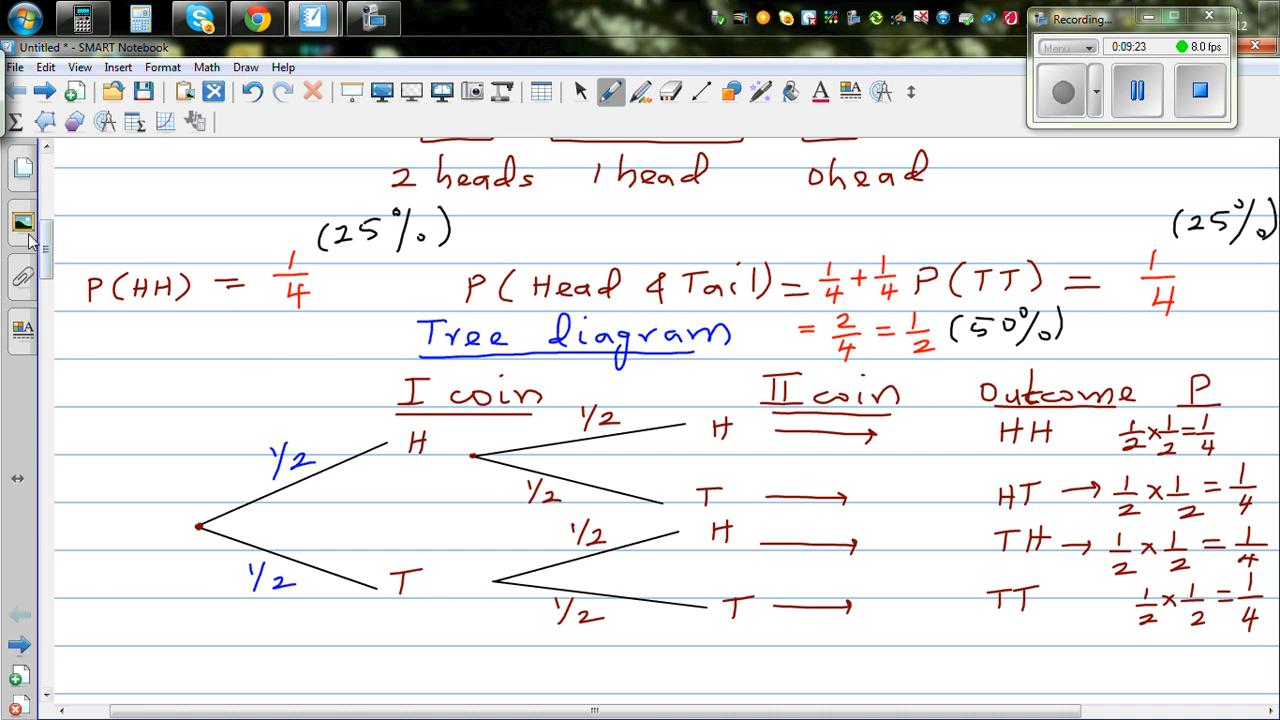 Untitled * - SMART Notebook
File Edit View Insert Format Math Draw Help
Recording...
Menu 0:09:23 8.0 fps
2 heads 1 head 0 head
(25%) (25%)
P(HH) = 1/4 P(Head & Tail) = 1/4 + 1/4 P(TT) = 1/4
Tree diagram = 2/4 = 1/2 (50%)
I coin II coin Outcome P
1/2 H 1/2 H → HH 1/2 × 1/2 = 1/4
1/2 T → HT → 1/2 × 1/2 = 1/4
1/2 H → TH → 1/2 × 1/2 = 1/4
1/2 T 1/2 T → TT 1/2 × 1/2 = 1/4